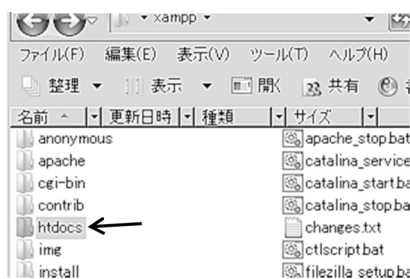 xampp
ファイル(F) 編集(E) 表示(V) ツール(T) ヘルプ(H)
整理 表示 開く 共有
名前 更新日時 種類 サイズ
anonymous apache_stop.bat
apache catalina_service
cgi-bin catalina_start.ba
contrib catalina_stop.ba
htdocs changes.txt
img ctlscript.bat
install filezilla_setup.ba